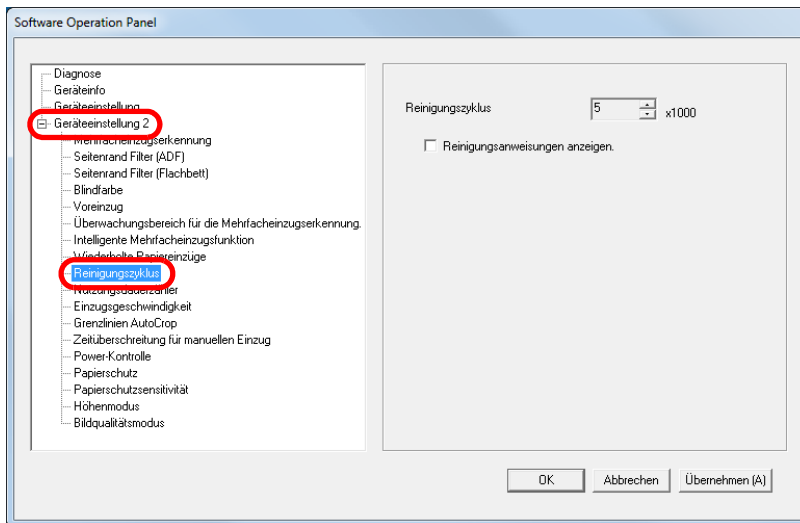 Software Operation Panel
Diagnose
Geräteinfo
Geräteeinstellung
Geräteeinstellung 2
Mehrfacheinzugserkennung
Seitenrand Filter (ADF)
Seitenrand Filter (Flachbett)
Blindfarbe
Voreinzug
Überwachungsbereich für die Mehrfacheinzugserkennung.
Intelligente Mehrfacheinzugsfunktion
Wiederholte Papiereinzüge
Reinigungszyklus
Nutzungsdauerzähler
Einzugsgeschwindigkeit
Grenzlinien AutoCrop
Zeitüberschreitung für manuellen Einzug
Power-Kontrolle
Papierschutz
Papierschutzsensitivität
Höhenmodus
Bildqualitätsmodus
Reinigungszyklus 5 x1000
Reinigungsanweisungen anzeigen.
OK Abbrechen Übernehmen (A)